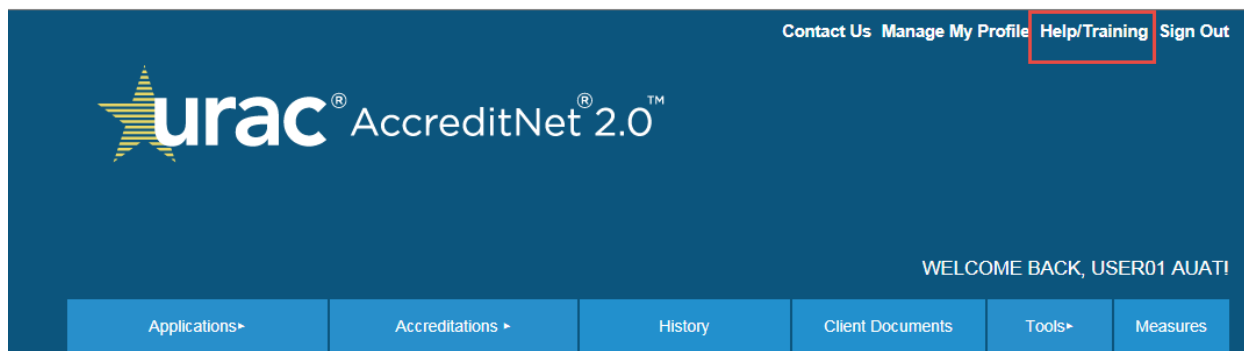 Contact Us Manage My Profile Help/Training Sign Out
urac® AccreditNet® 2.0™
WELCOME BACK, USER01 AUAT!
Applications▸ Accreditations ▸ History Client Documents Tools▸ Measures